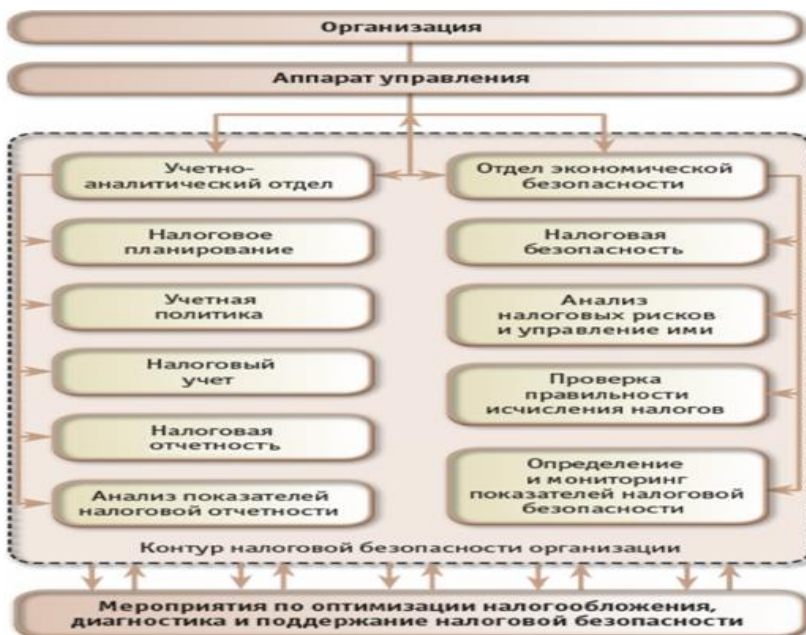 Организация
Аппарат управления
Учетно-
аналитический отдел
Отдел экономической
безопасности
Налоговое
планирование
Налоговая
безопасность
Учетная
политика
Анализ
налоговых рисков
и управление ими
Налоговый
учет
Проверка
правильности
исчисления налогов
Налоговая
отчетность
Определение
и мониторинг
показателей налоговой
безопасности
Анализ показателей
налоговой отчетности
Контур налоговой безопасности организации
Мероприятия по оптимизации налогообложения,
диагностика и поддержание налоговой безопасности